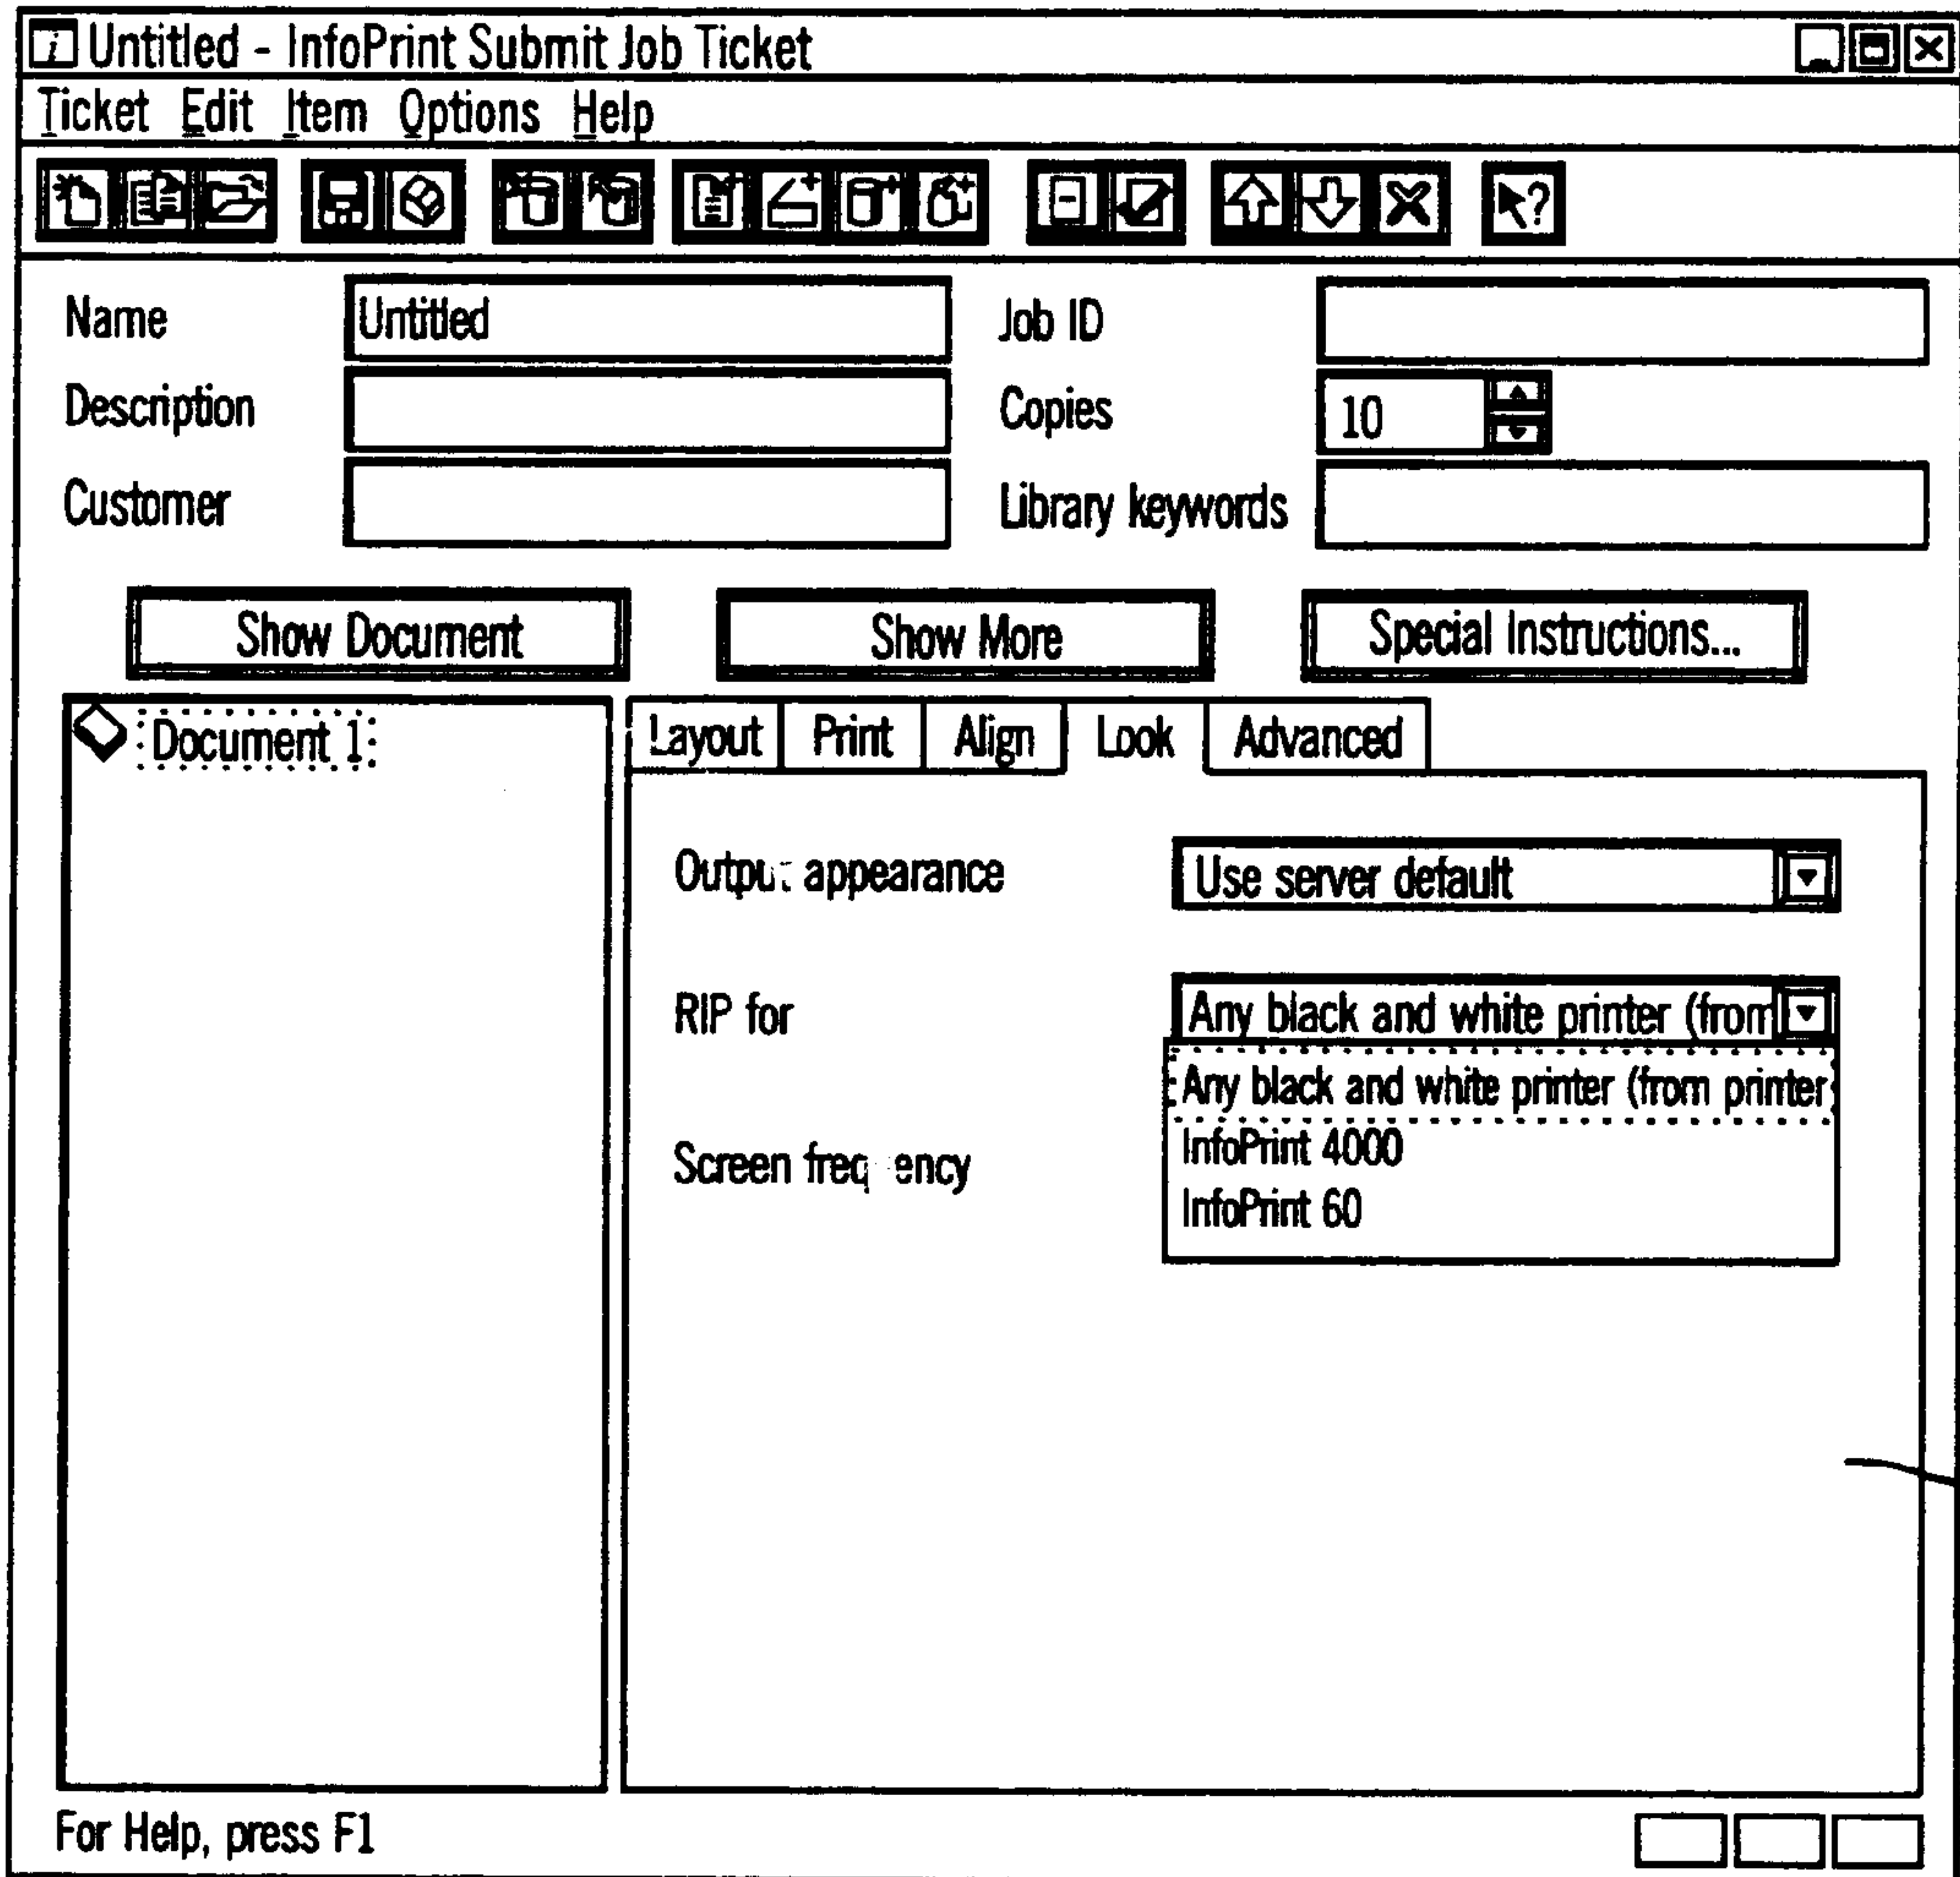 Untitled - InfoPrint Submit Job Ticket
Ticket Edit Item Options Help
Name Untitled Job ID
Description Copies 10
Customer Library keywords
Show Document Show More Special Instructions...
Document 1
Layout Print Align Look Advanced
Output appearance Use server default
RIP for Any black and white printer (from
Any black and white printer (from printer
InfoPrint 4000
Screen frequency
InfoPrint 60
For Help, press F1